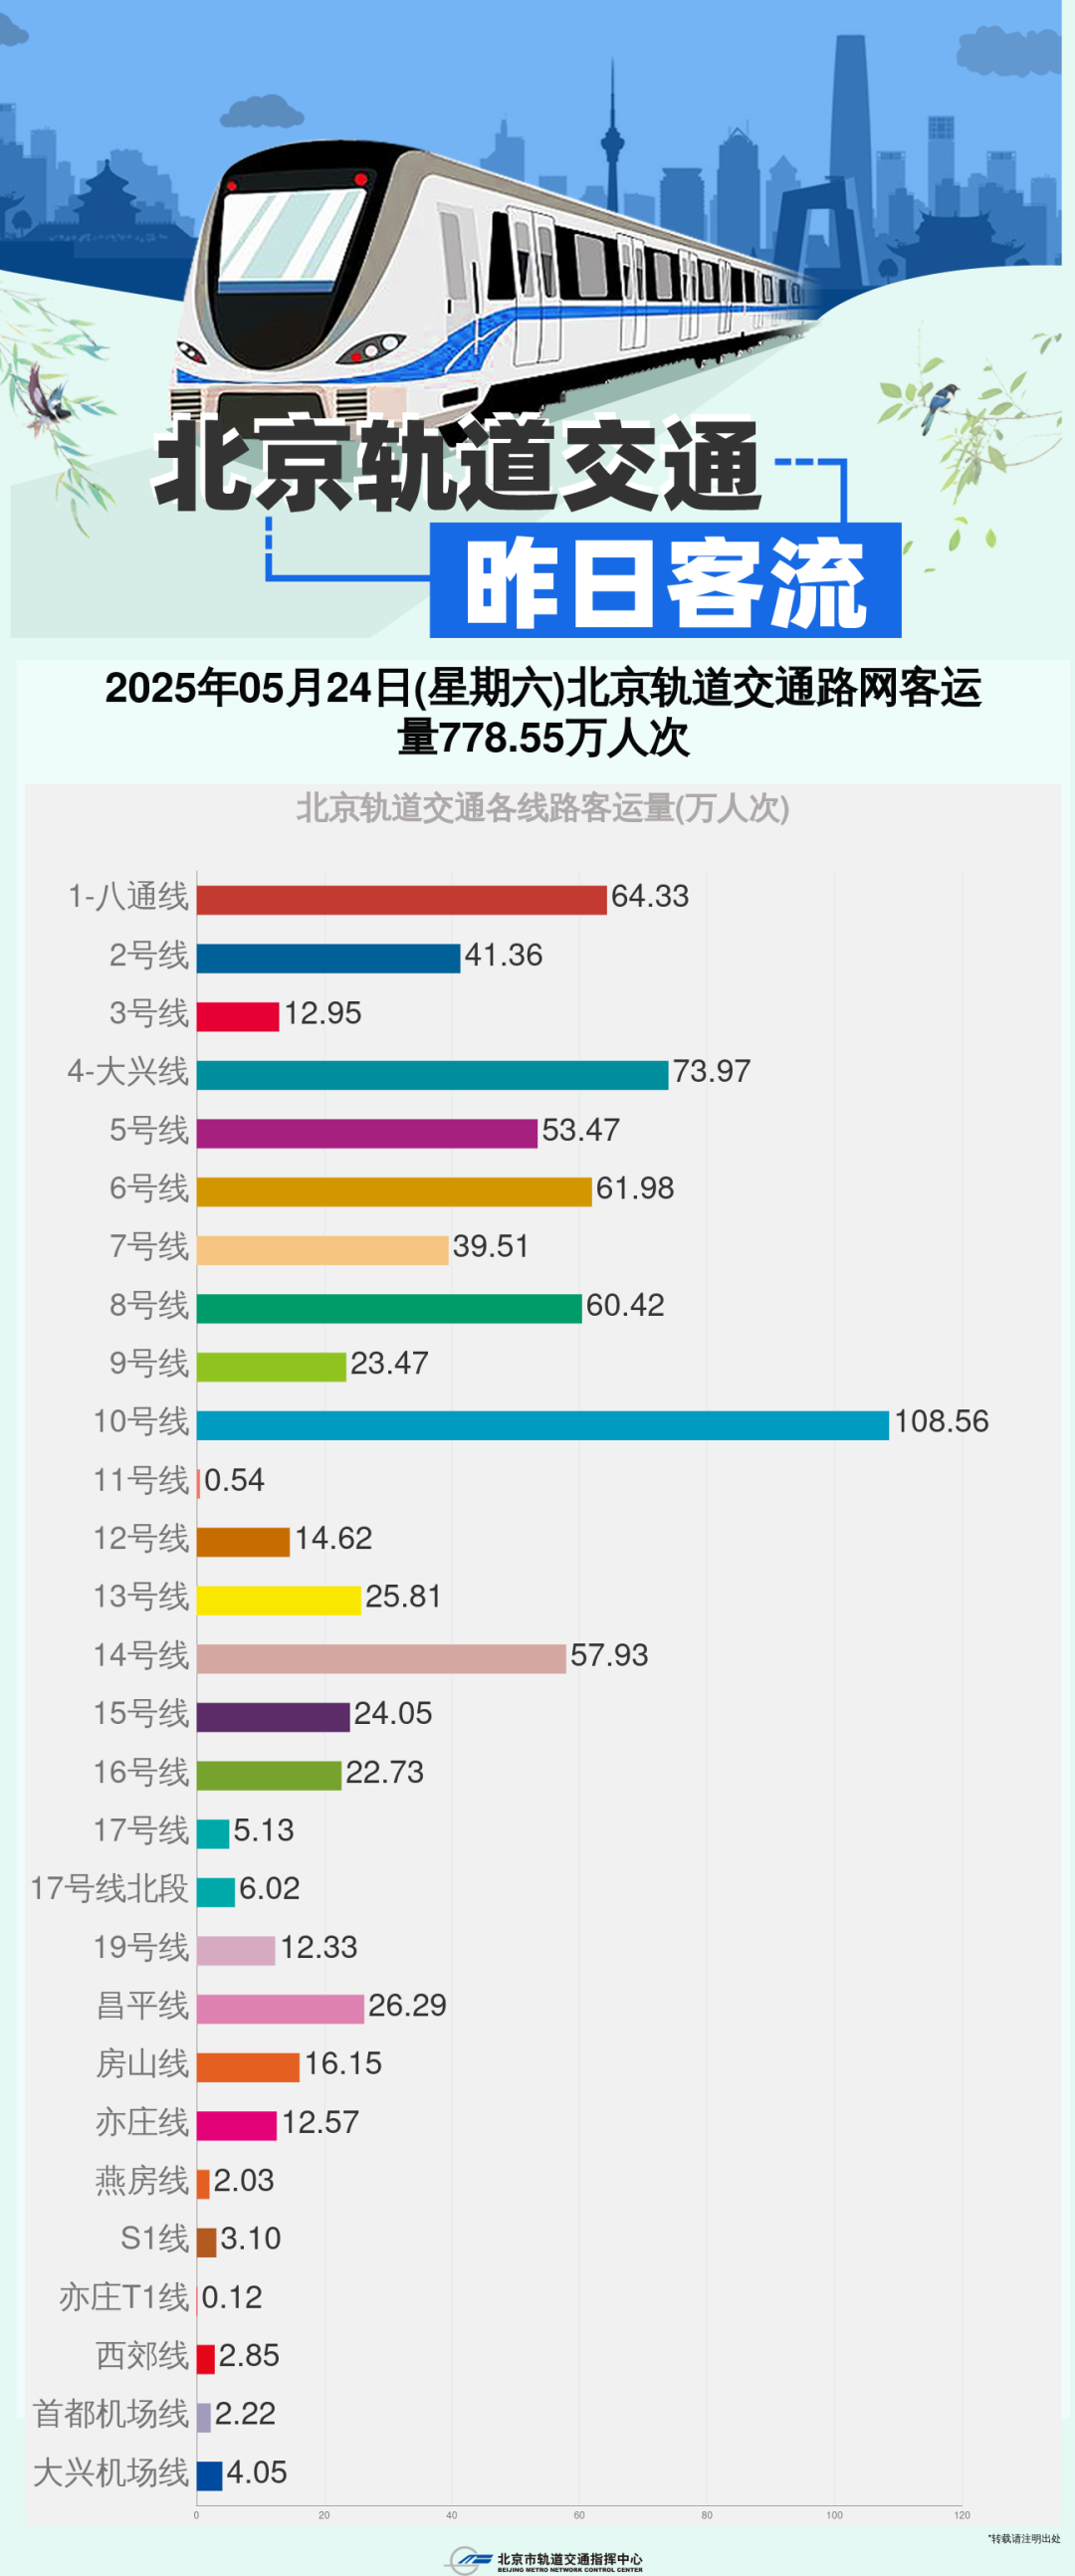 北京轨道交通
昨日客流
2025年05月24日(星期六)北京轨道交通路网客运
量778.55万人次
北京轨道交通各线路客运量(万人次)
1-八通线 64.33
2号线 41.36
3号线 12.95
4-大兴线 73.97
5号线 53.47
6号线 61.98
7号线 39.51
8号线 60.42
9号线 23.47
10号线 108.56
11号线 0.54
12号线 14.62
13号线 25.81
14号线 57.93
15号线 24.05
16号线 22.73
17号线 5.13
17号线北段 6.02
19号线 12.33
昌平线 26.29
房山线 16.15
亦庄线 12.57
燕房线 2.03
S1线 3.10
亦庄T1线 0.12
西郊线 2.85
首都机场线 2.22
大兴机场线 4.05
0 20 40 60 80 100 120
*转载请注明出处
北京市轨道交通指挥中心
BEIJING METRO NETWORK CONTROL CENTER